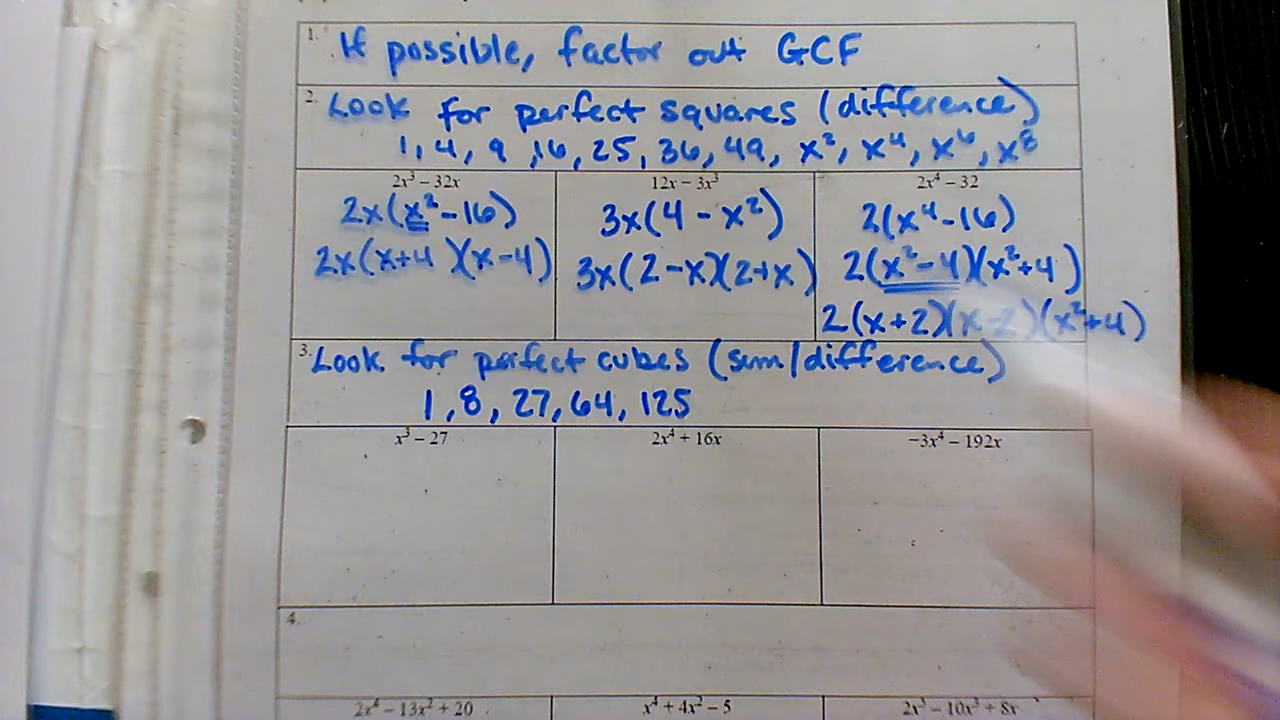 1. If possible, factor out GCF
2. Look for perfect squares (difference)
1, 4, 9, 16, 25, 36, 49, x², x⁴, x⁶, x⁸
2x³ – 32x
2x(x²-16)
2x(x+4)(x-4)
12x – 3x³
3x(4 - x²)
3x(2-x)(2+x)
2x⁴ – 32
2(x⁴-16)
2(x²-4)(x²+4)
2(x+2)(x-2)(x²+4)
3. Look for perfect cubes (sum/difference)
1, 8, 27, 64, 125
x³ – 27
2x⁴ + 16x
–3x⁴ – 192x
4.
2x⁴ – 13x² + 20
x⁴ + 4x² – 5
2x⁵ – 10x³ + 8x